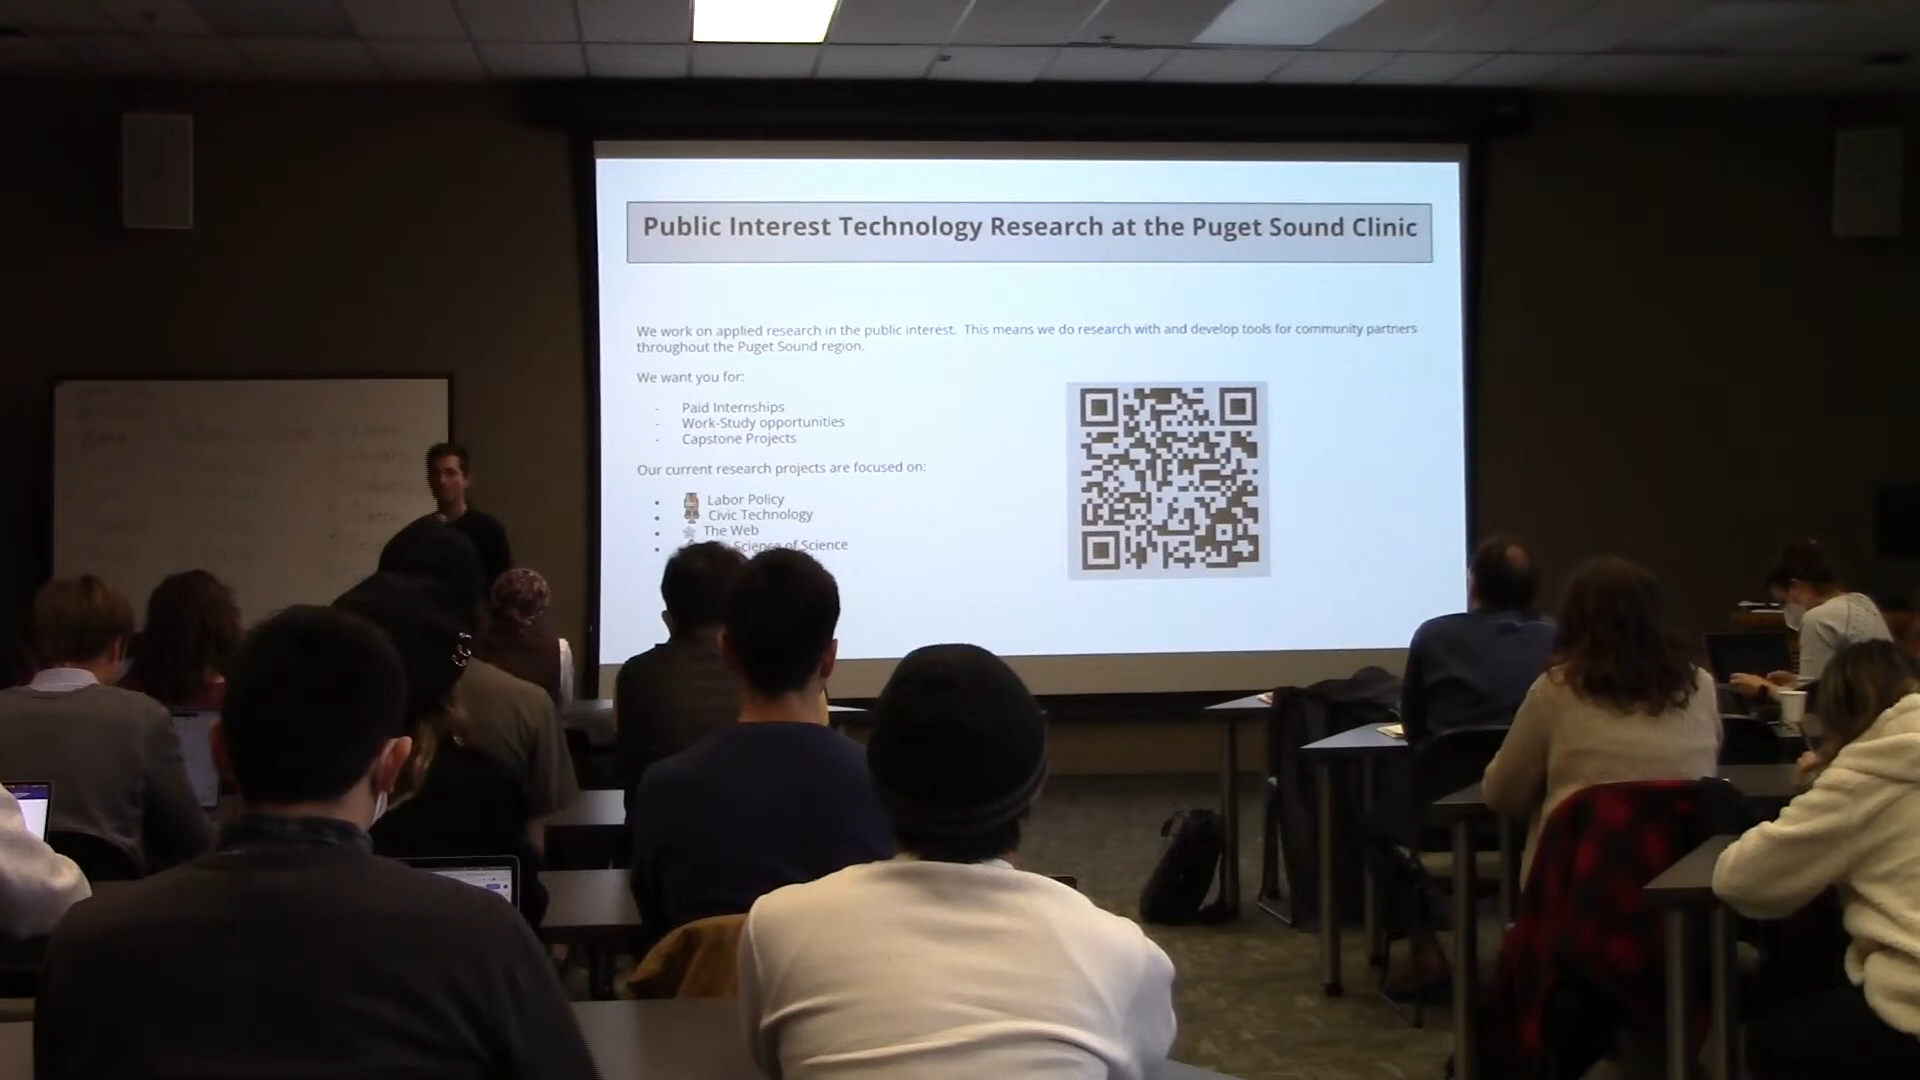 Public Interest Technology Research at the Puget Sound Clinic
We work on applied research in the public interest. This means we do research with and develop tools for community partners
throughout the Puget Sound region.
We want you for:
- Paid Internships
- Work-Study opportunities
- Capstone Projects
Our current research projects are focused on:
• Labor Policy
• Civic Technology
• The Web
• Science of Science